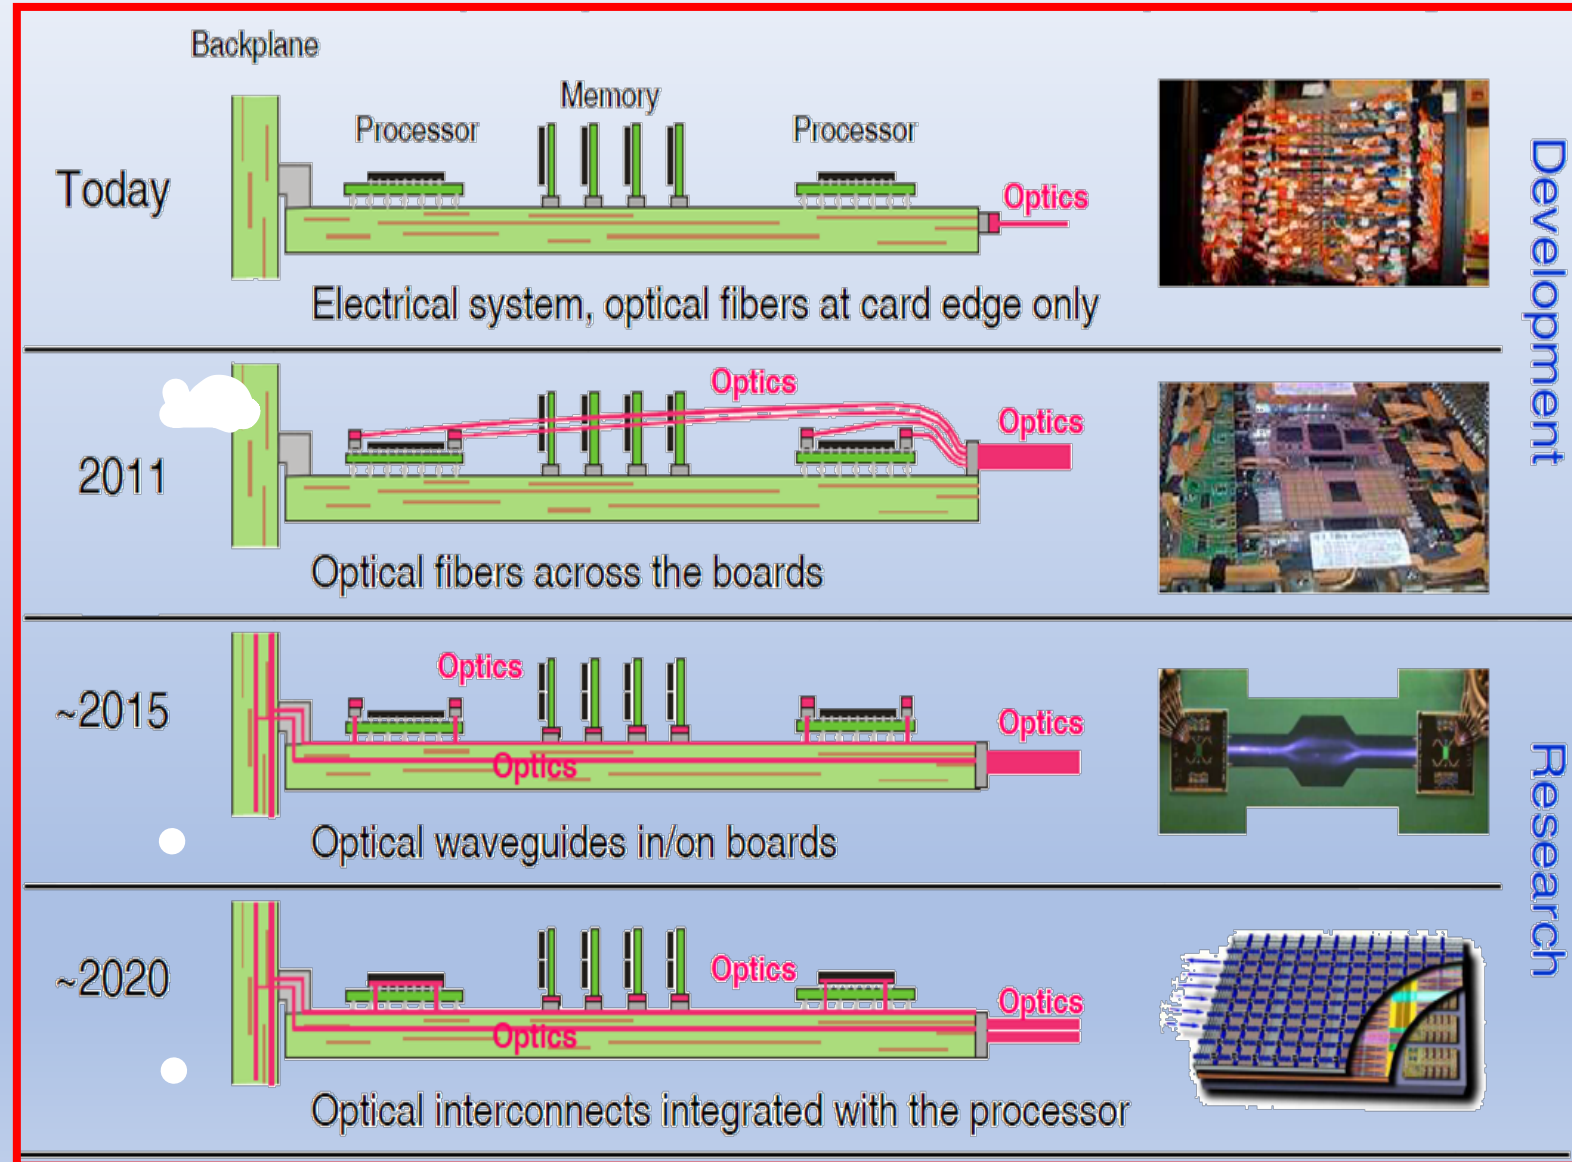 Backplane
Memory
Processor
Processor
Today
Optics
Electrical system, optical fibers at card edge only
Development
Optics
Optics
2011
Optical fibers across the boards
Optics
~2015
Optics
Optics
Optical waveguides in/on boards
Research
~2020
Optics
Optics
Optics
Optical interconnects integrated with the processor